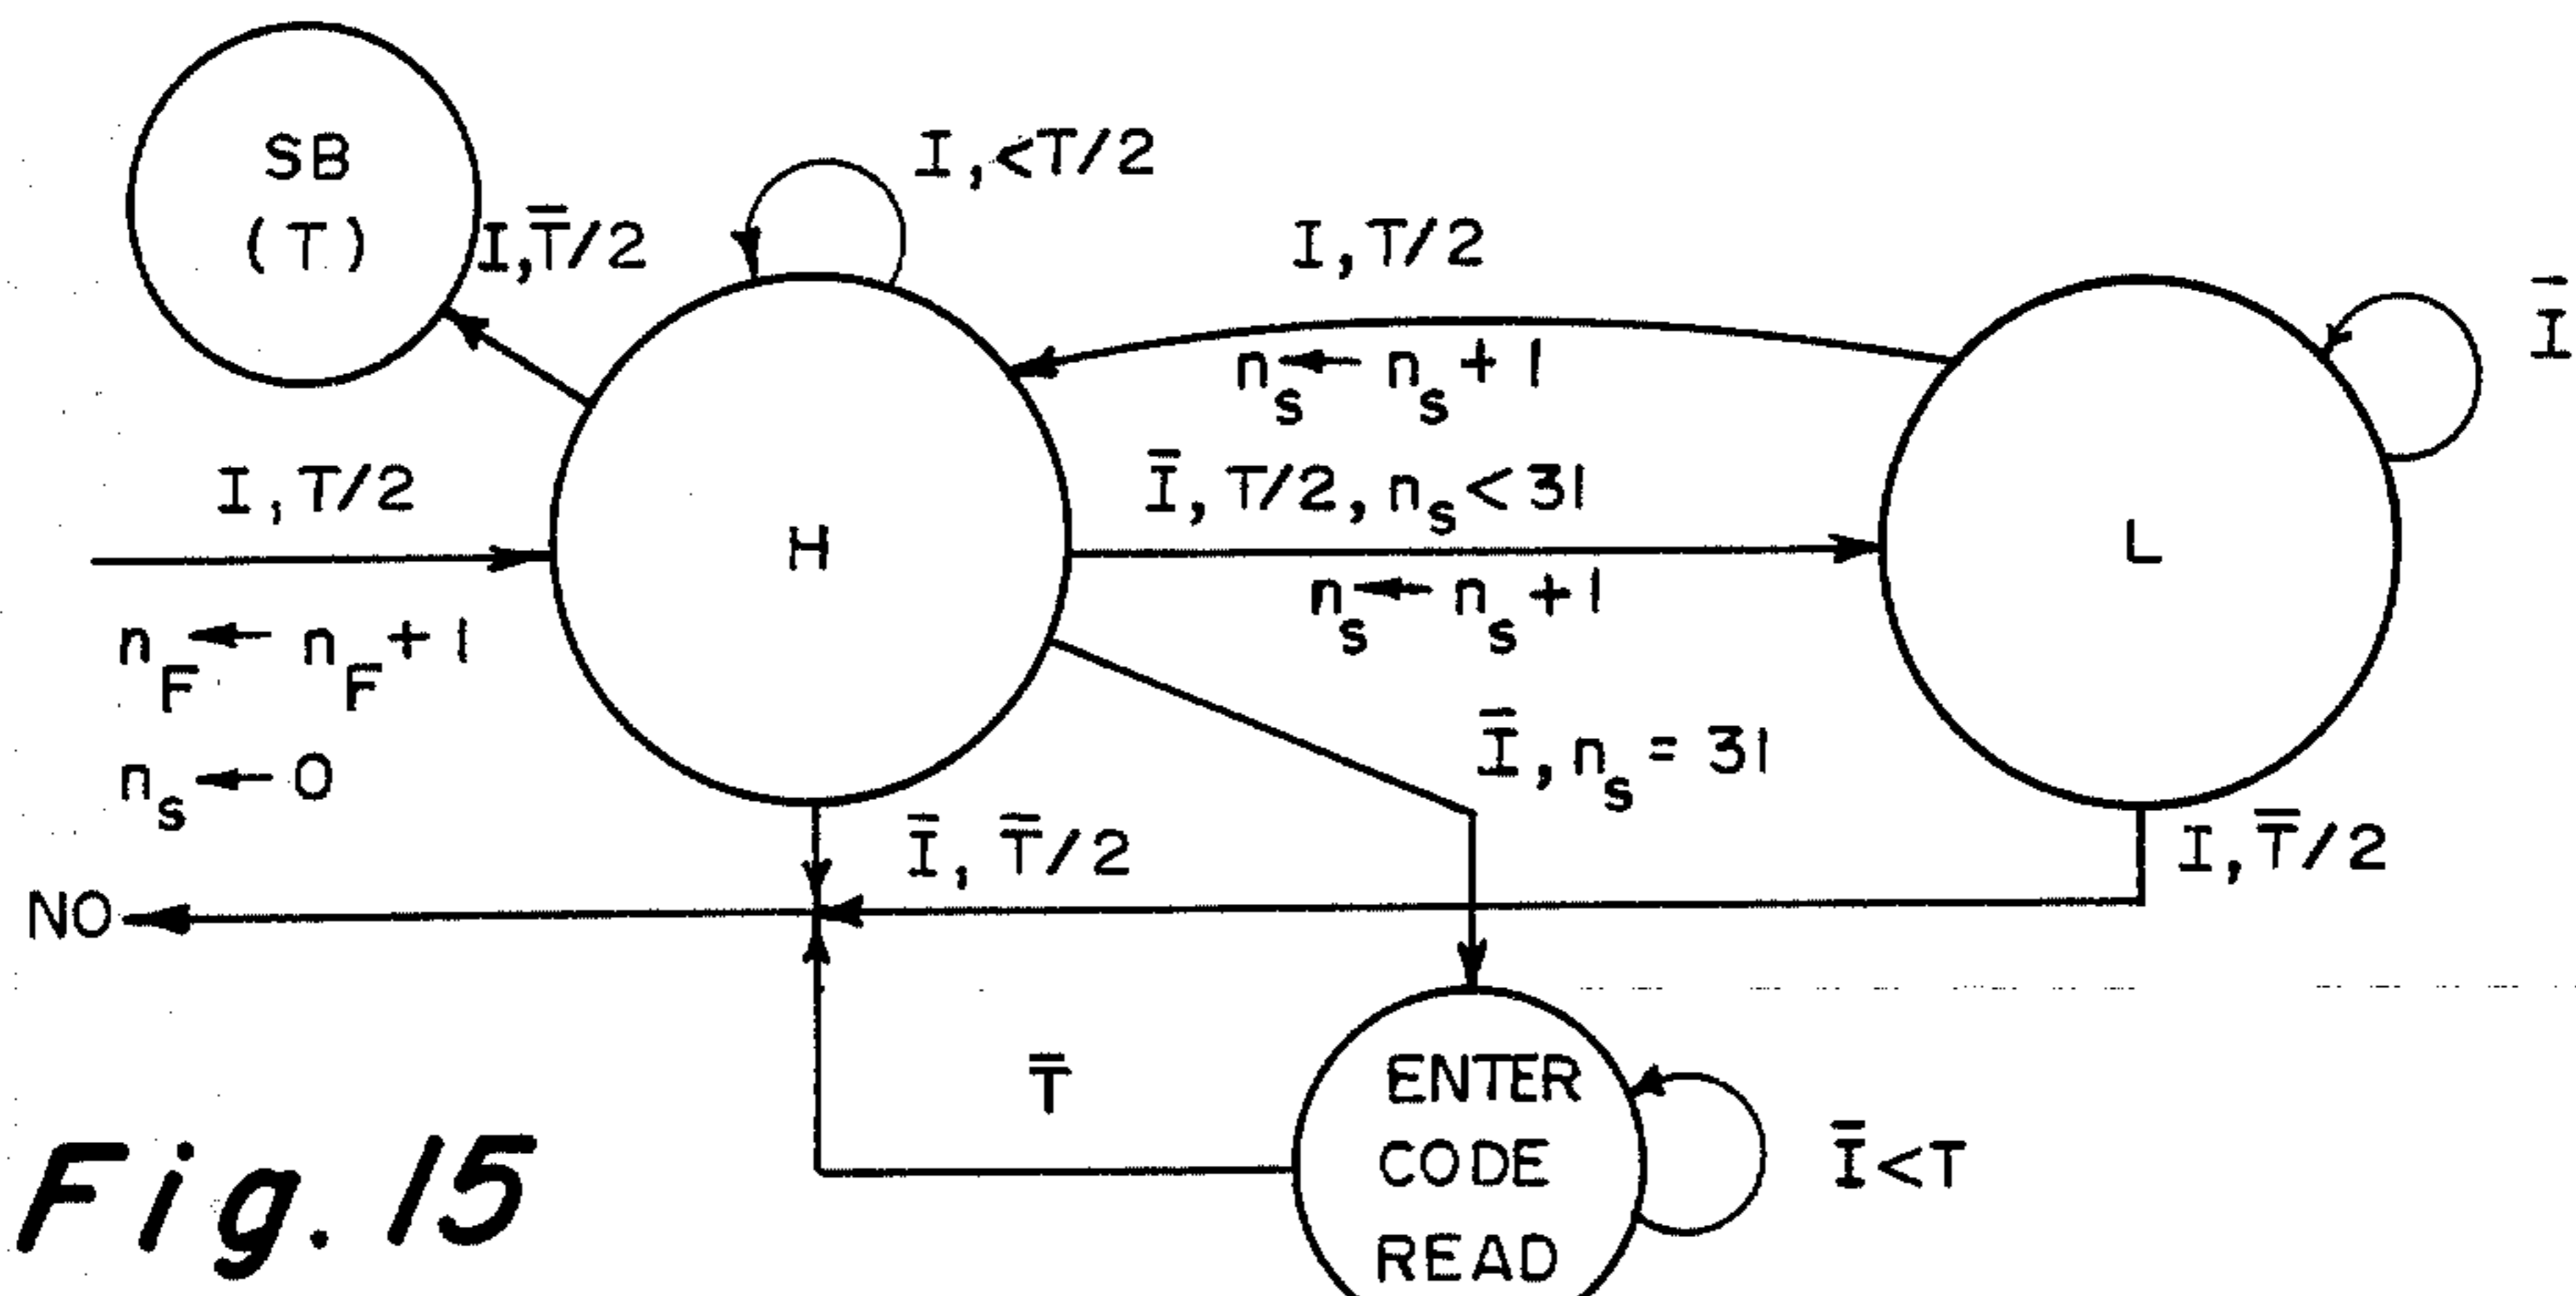 SB
(T)
I, T̅/2
I, <T/2
I, T/2
n_s ← n_s + 1
I̅
I, T/2
H
I̅, T/2, n_s < 31
n_s ← n_s + 1
L
n_F ← n_F + 1
n_s ← 0
I̅, n_s = 31
I̅, T̅/2
I, T̅/2
NO
T̅
ENTER
CODE
READ
I̅ < T
Fig. 15